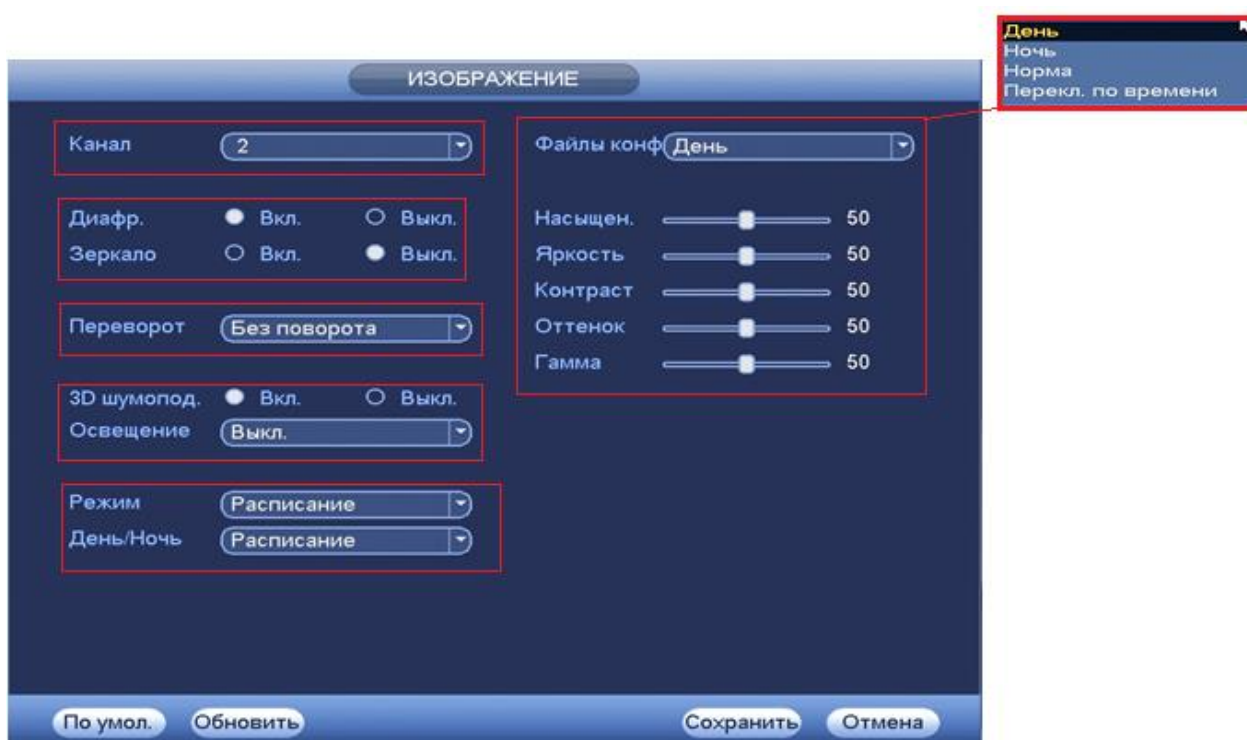 День
Ночь
Норма
Перекл. по времени
ИЗОБРАЖЕНИЕ
Канал 2
Диафр. Вкл. Выкл.
Зеркало Вкл. Выкл.
Переворот Без поворота
3D шумопод. Вкл. Выкл.
Освещение Выкл.
Режим Расписание
День/Ночь Расписание
Файлы конф День
Насыщен. 50
Яркость 50
Контраст 50
Оттенок 50
Гамма 50
По умол. Обновить Сохранить Отмена